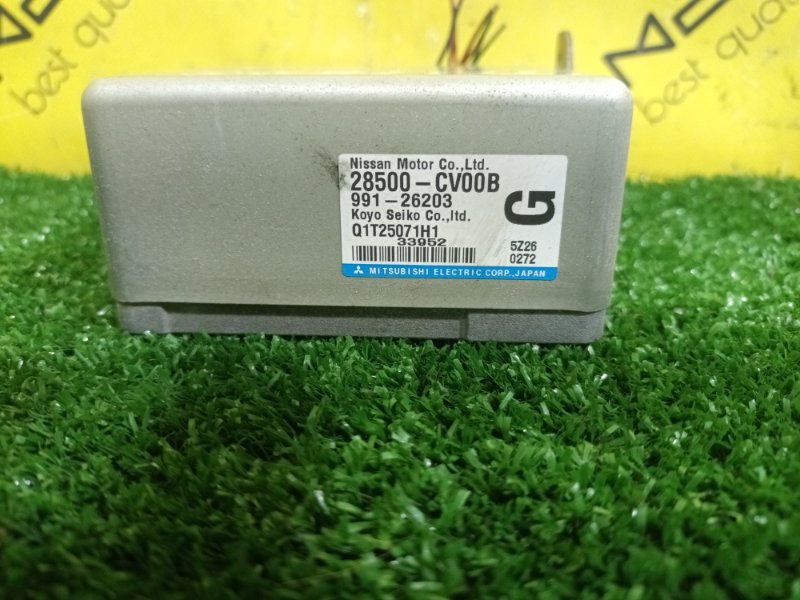 best qua
best qua
Nissan Motor Co.,Ltd.
28500-CV00B
991-26203
Koyo Seiko Co.,ltd.
Q1T25071H1
33952
G
5Z26
0272
MITSUBISHI ELECTRIC CORP.,JAPAN